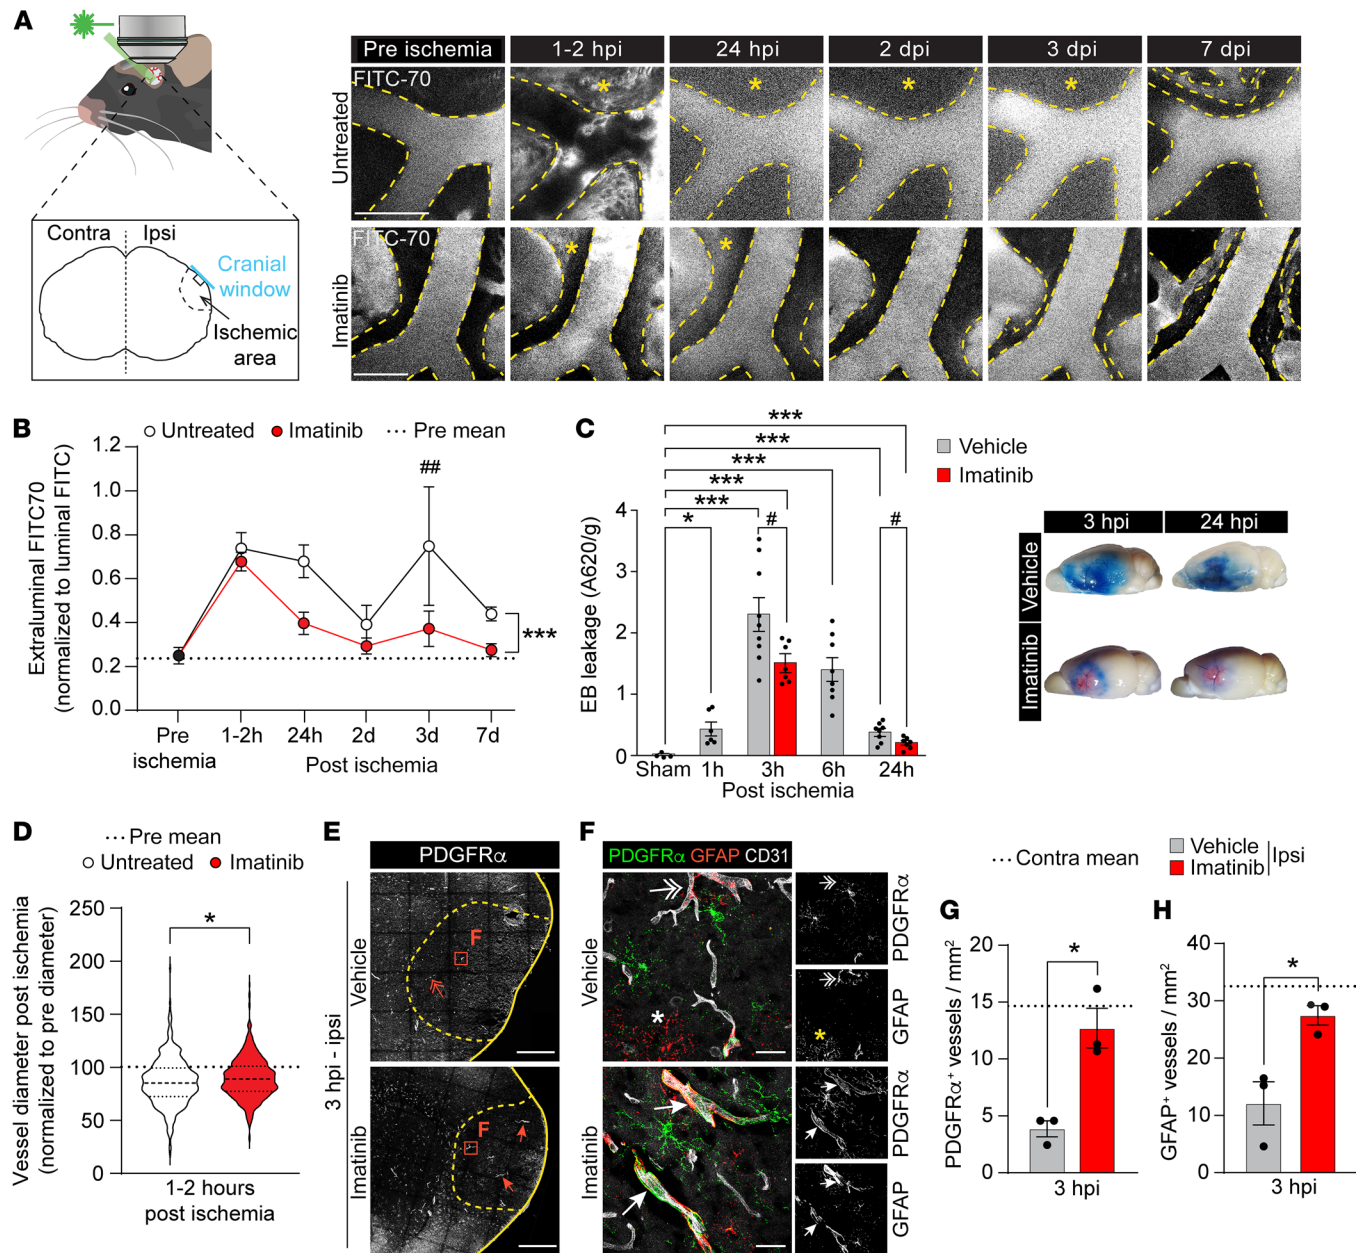 A
Pre ischemia
1-2 hpi
24 hpi
2 dpi
3 dpi
7 dpi
Untreated
FITC-70
*
*
*
*
Imatinib
FITC-70
*
*
Contra
Ipsi
Cranial
window
Ischemic
area
B
Untreated
Imatinib
Pre mean
Extraluminal FITC70
(normalized to luminal FITC)
1.2
1.0
0.8
0.6
0.4
0.2
0.0
##
***
Pre
ischemia
1-2h
24h
2d
3d
7d
Post ischemia
C
Vehicle
Imatinib
***
***
***
***
***
*
#
#
EB leakage (A620/g)
4
3
2
1
0
Sham
1h
3h
6h
24h
Post ischemia
3 hpi
24 hpi
Vehicle
Imatinib
D
Pre mean
Untreated
Imatinib
Vessel diameter post ischemia
(normalized to pre diameter)
250
200
150
100
50
0
*
1-2 hours
post ischemia
E
PDGFRα
3 hpi - ipsi
Vehicle
F
Imatinib
F
F
PDGFRα GFAP CD31
Vehicle
*
PDGFRα
GFAP
*
Imatinib
PDGFRα
GFAP
Contra mean
Vehicle
Imatinib
Ipsi
G
PDGFRα+ vessels / mm2
20
15
10
5
0
*
3 hpi
H
GFAP+ vessels / mm2
40
30
20
10
0
*
3 hpi